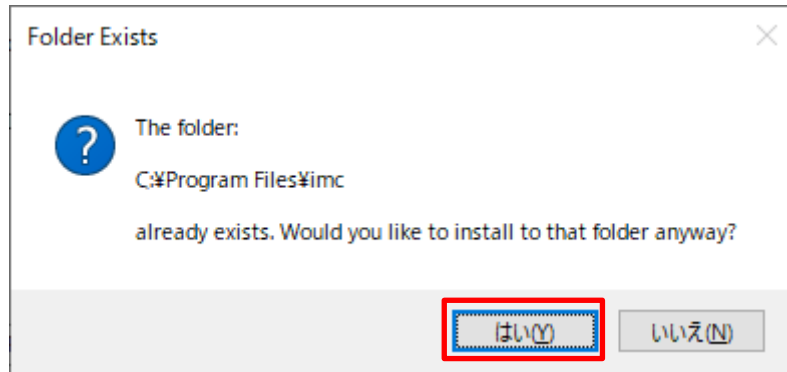 Folder Exists
The folder:
C:¥Program Files¥imc
already exists. Would you like to install to that folder anyway?
はい(Y)
いいえ(N)